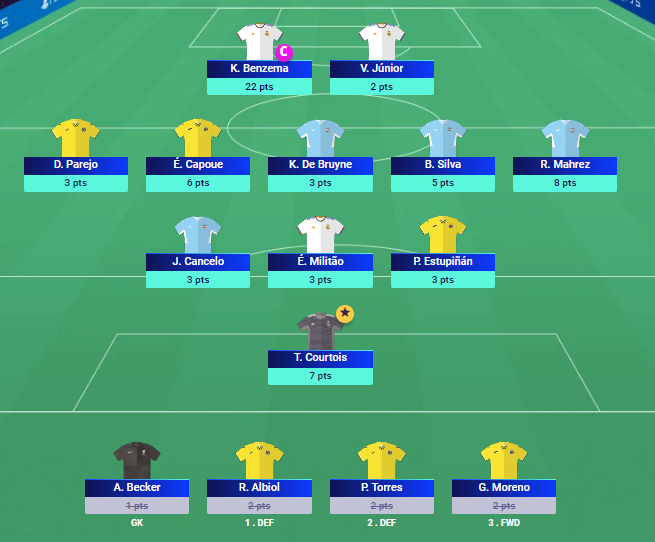 C
K. Benzema
V. Júnior
22 pts
2 pts
D. Parejo
É. Capoue
K. De Bruyne
B. Silva
R. Mahrez
3 pts
6 pts
3 pts
5 pts
8 pts
J. Cancelo
É. Militão
P. Estupiñán
3 pts
3 pts
3 pts
T. Courtois
7 pts
A. Becker
R. Albiol
P. Torres
G. Moreno
1 pts
2 pts
2 pts
2 pts
GK
1. DEF
2. DEF
3. FWD